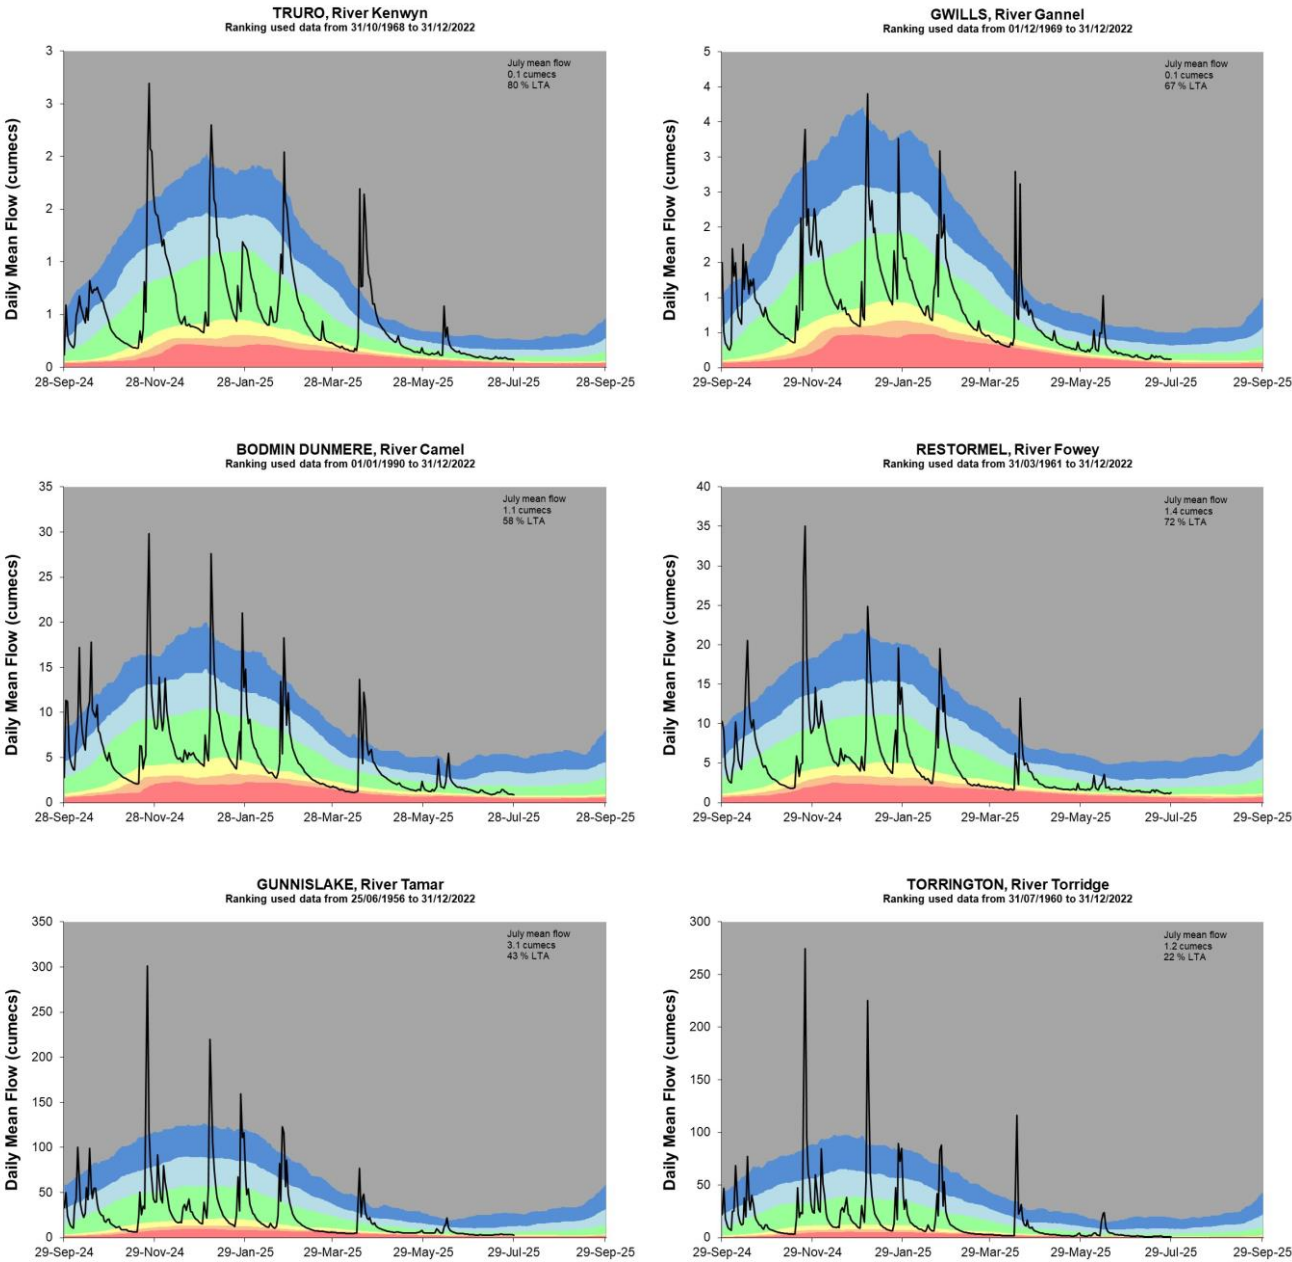 TRURO, River Kenwyn
Ranking used data from 31/10/1968 to 31/12/2022
July mean flow
0.1 cumecs
80 % LTA
Daily Mean Flow (cumecs)
3
3
2
2
1
1
0
28-Sep-24 28-Nov-24 28-Jan-25 28-Mar-25 28-May-25 28-Jul-25 28-Sep-25
GWILLS, River Gannel
Ranking used data from 01/12/1969 to 31/12/2022
July mean flow
0.1 cumecs
67 % LTA
Daily Mean Flow (cumecs)
5
4
4
3
3
2
2
1
1
0
29-Sep-24 29-Nov-24 29-Jan-25 29-Mar-25 29-May-25 29-Jul-25 29-Sep-25
BODMIN DUNMERE, River Camel
Ranking used data from 01/01/1990 to 31/12/2022
July mean flow
1.1 cumecs
58 % LTA
Daily Mean Flow (cumecs)
35
30
25
20
15
10
5
0
28-Sep-24 28-Nov-24 28-Jan-25 28-Mar-25 28-May-25 28-Jul-25 28-Sep-25
RESTORMEL, River Fowey
Ranking used data from 31/03/1961 to 31/12/2022
July mean flow
1.4 cumecs
72 % LTA
Daily Mean Flow (cumecs)
40
35
30
25
20
15
10
5
0
29-Sep-24 29-Nov-24 29-Jan-25 29-Mar-25 29-May-25 29-Jul-25 29-Sep-25
GUNNISLAKE, River Tamar
Ranking used data from 25/06/1956 to 31/12/2022
July mean flow
3.1 cumecs
43 % LTA
Daily Mean Flow (cumecs)
350
300
250
200
150
100
50
0
29-Sep-24 29-Nov-24 29-Jan-25 29-Mar-25 29-May-25 29-Jul-25 29-Sep-25
TORRINGTON, River Torridge
Ranking used data from 31/07/1960 to 31/12/2022
July mean flow
1.2 cumecs
22 % LTA
Daily Mean Flow (cumecs)
300
250
200
150
100
50
0
29-Sep-24 29-Nov-24 29-Jan-25 29-Mar-25 29-May-25 29-Jul-25 29-Sep-25